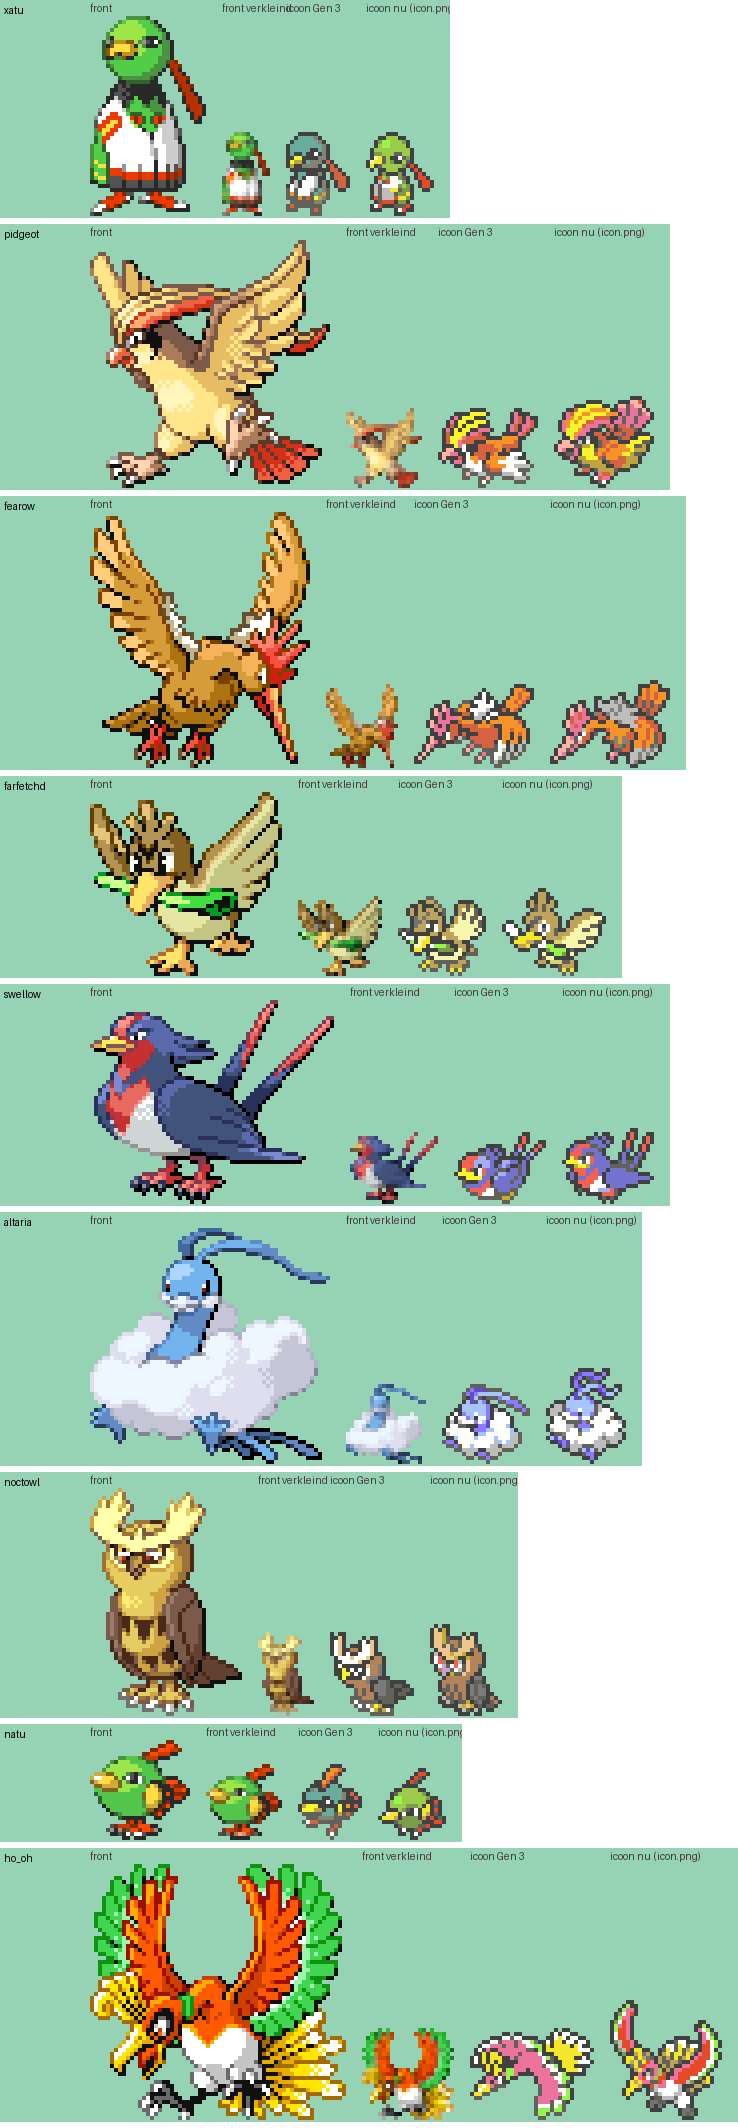 xatu front front verkleind icoon Gen 3 icoon nu (icon.png
pidgeot front front verkleind icoon Gen 3 icoon nu (icon.png)
fearow front front verkleind icoon Gen 3 icoon nu (icon.png)
farfetchd front front verkleind icoon Gen 3 icoon nu (icon.png)
swellow front front verkleind icoon Gen 3 icoon nu (icon.png)
altaria front front verkleind icoon Gen 3 icoon nu (icon.png)
noctowl front front verkleind icoon Gen 3 icoon nu (icon.png
natu front front verkleind icoon Gen 3 icoon nu (icon.png
ho_oh front front verkleind icoon Gen 3 icoon nu (icon.png)